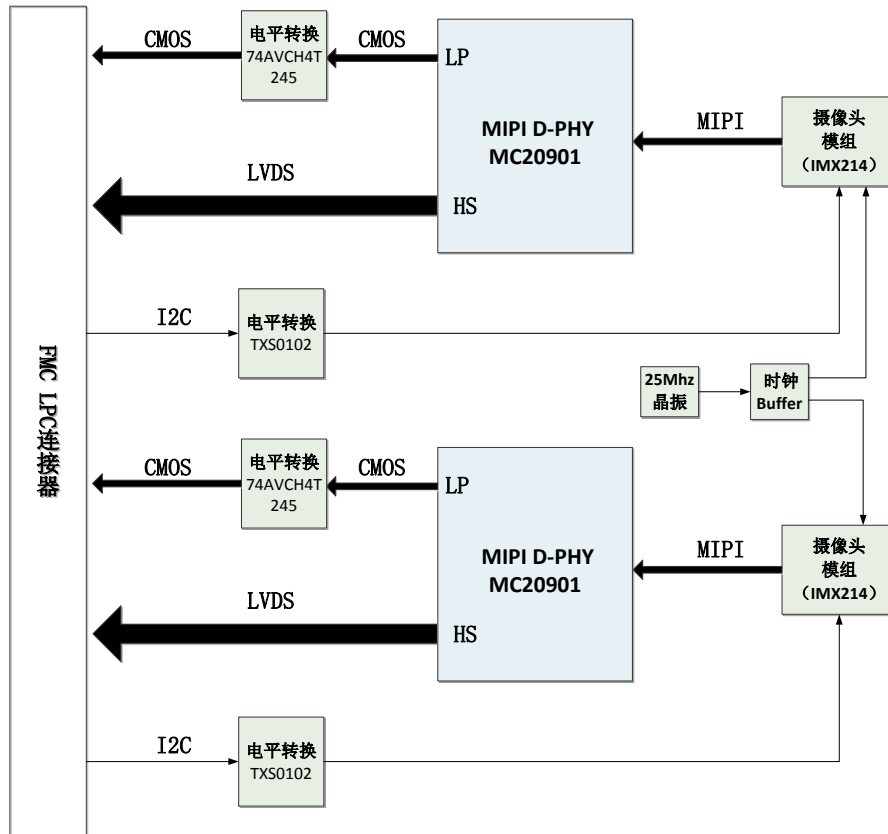 CMOS
电平转换
74AVCH4T
245
CMOS
LP
MIPI D-PHY
MC20901
MIPI
摄像头
模组
（IMX214）
LVDS
HS
I2C
电平转换
TXS0102
FMC LPC连接器
25Mhz
晶振
时钟
Buffer
CMOS
电平转换
74AVCH4T
245
CMOS
LP
MIPI D-PHY
MC20901
MIPI
摄像头
模组
（IMX214）
LVDS
HS
I2C
电平转换
TXS0102